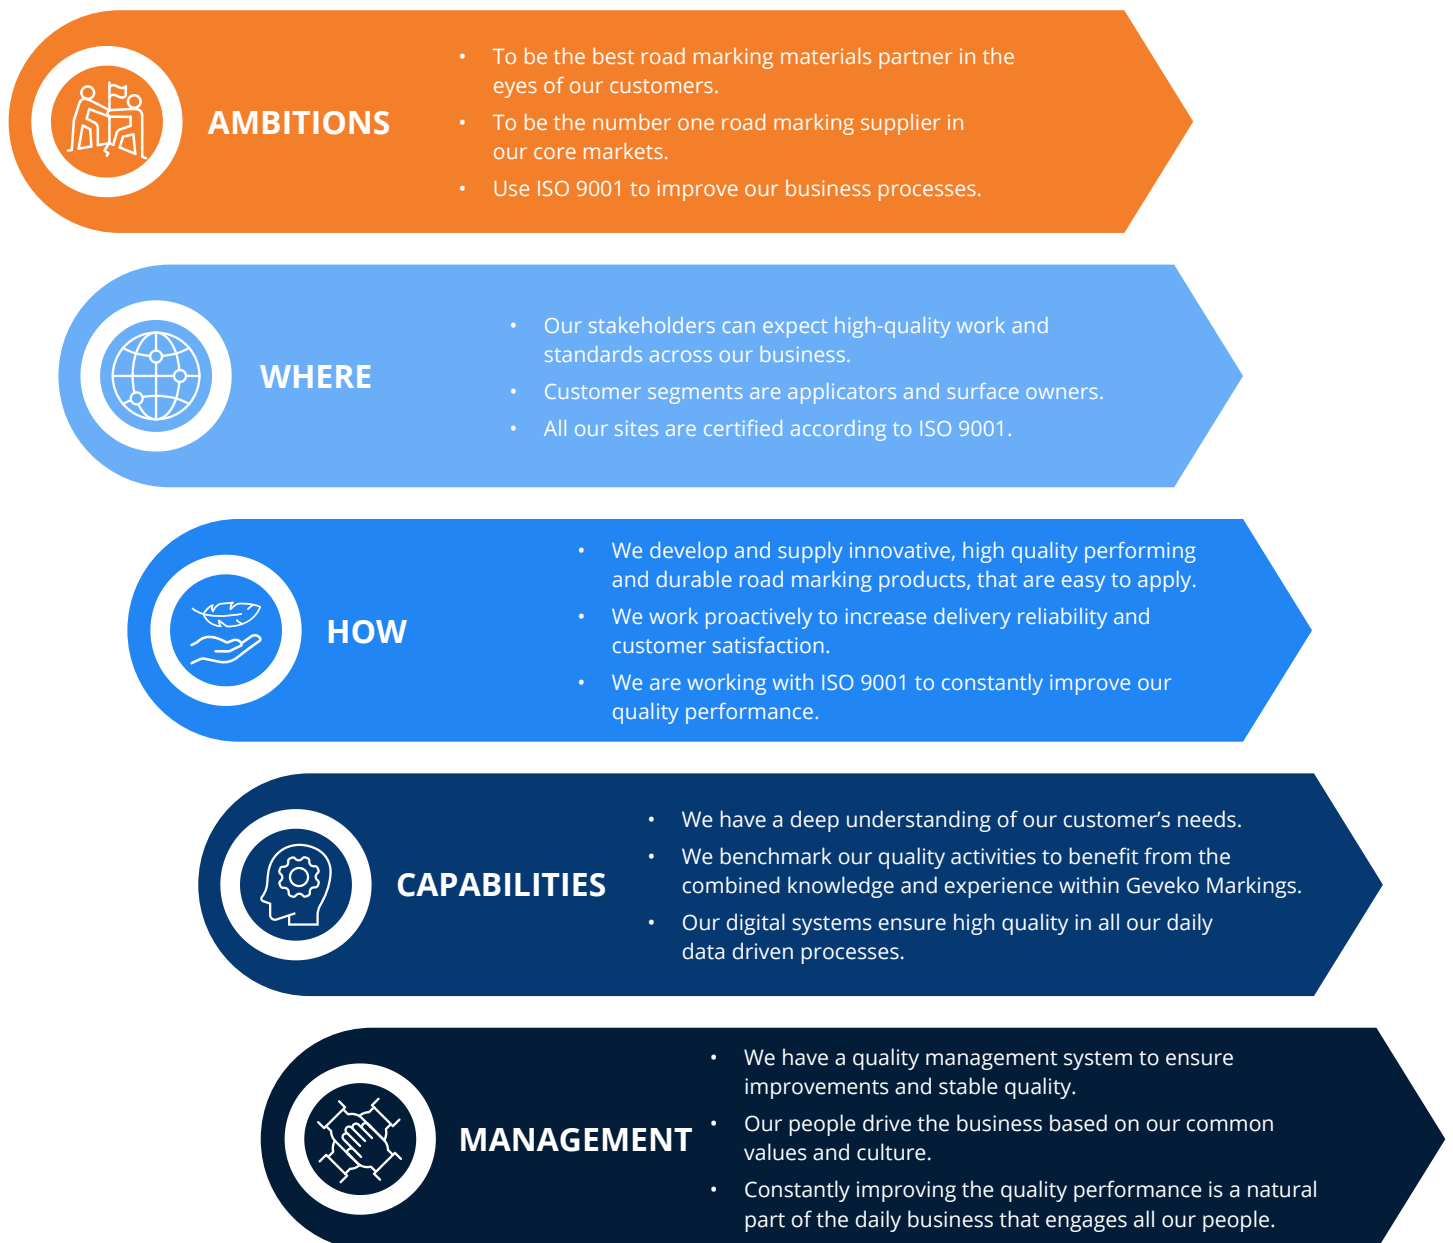 AMBITIONS
• To be the best road marking materials partner in the
eyes of our customers.
• To be the number one road marking supplier in
our core markets.
• Use ISO 9001 to improve our business processes.
WHERE
• Our stakeholders can expect high-quality work and
standards across our business.
• Customer segments are applicators and surface owners.
• All our sites are certified according to ISO 9001.
HOW
• We develop and supply innovative, high quality performing
and durable road marking products, that are easy to apply.
• We work proactively to increase delivery reliability and
customer satisfaction.
• We are working with ISO 9001 to constantly improve our
quality performance.
CAPABILITIES
• We have a deep understanding of our customer’s needs.
• We benchmark our quality activities to benefit from the
combined knowledge and experience within Geveko Markings.
• Our digital systems ensure high quality in all our daily
data driven processes.
MANAGEMENT
• We have a quality management system to ensure
improvements and stable quality.
• Our people drive the business based on our common
values and culture.
• Constantly improving the quality performance is a natural
part of the daily business that engages all our people.